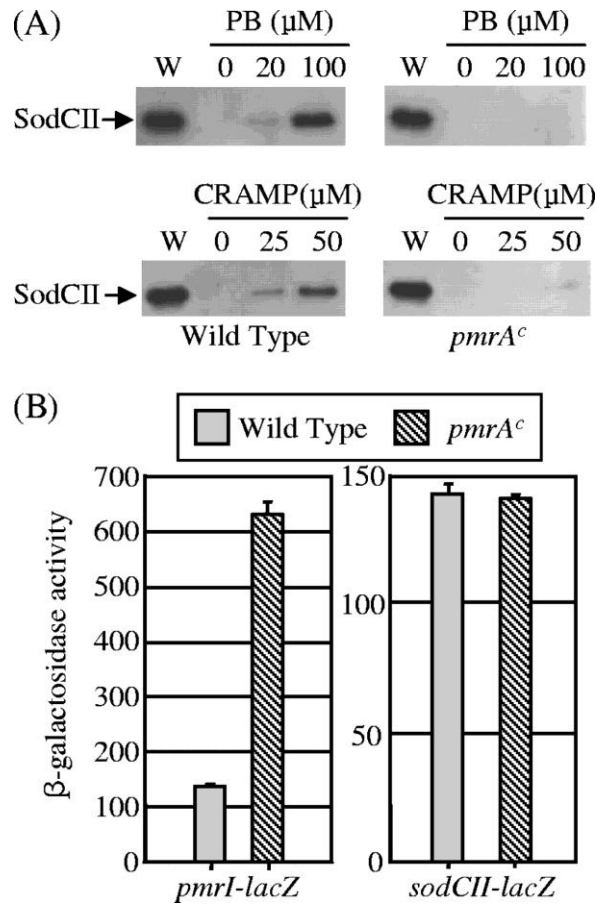 (A)
PB (µM) PB (µM)
W 0 20 100 W 0 20 100
SodCII
CRAMP(µM) CRAMP(µM)
W 0 25 50 W 0 25 50
SodCII
Wild Type pmrAᶜ
(B)
Wild Type pmrAᶜ
β-galactosidase activity
700
600
500
400
300
200
100
0
pmrI-lacZ
150
100
50
0
sodCII-lacZ